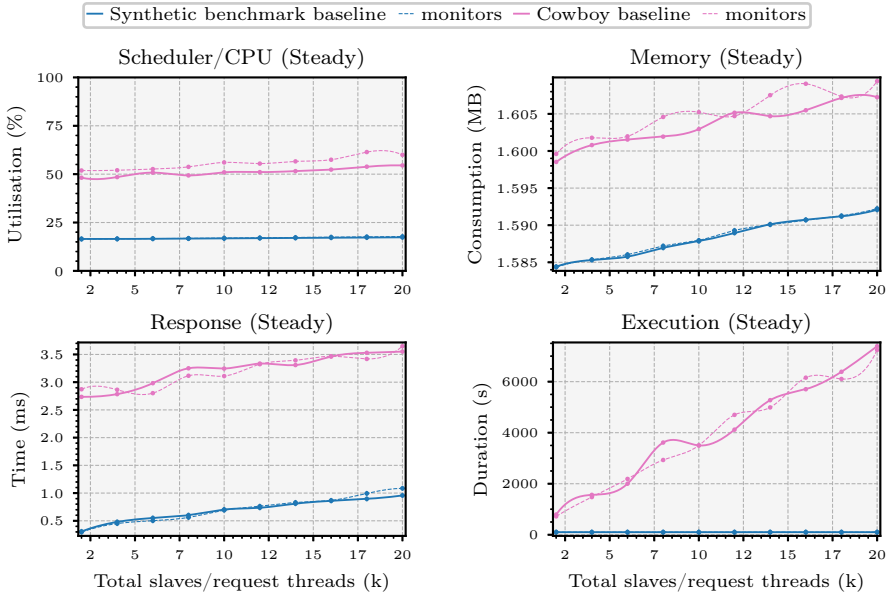 Synthetic benchmark baseline monitors Cowboy baseline monitors
Scheduler/CPU (Steady)
Utilisation (%)
100
75
50
25
0
2 5 7 10 12 15 17 20
Memory (Steady)
Consumption (MB)
1.605
1.600
1.595
1.590
1.585
2 5 7 10 12 15 17 20
Response (Steady)
Time (ms)
3.5
3.0
2.5
2.0
1.5
1.0
0.5
2 5 7 10 12 15 17 20
Total slaves/request threads (k)
Execution (Steady)
Duration (s)
6000
4000
2000
0
2 5 7 10 12 15 17 20
Total slaves/request threads (k)